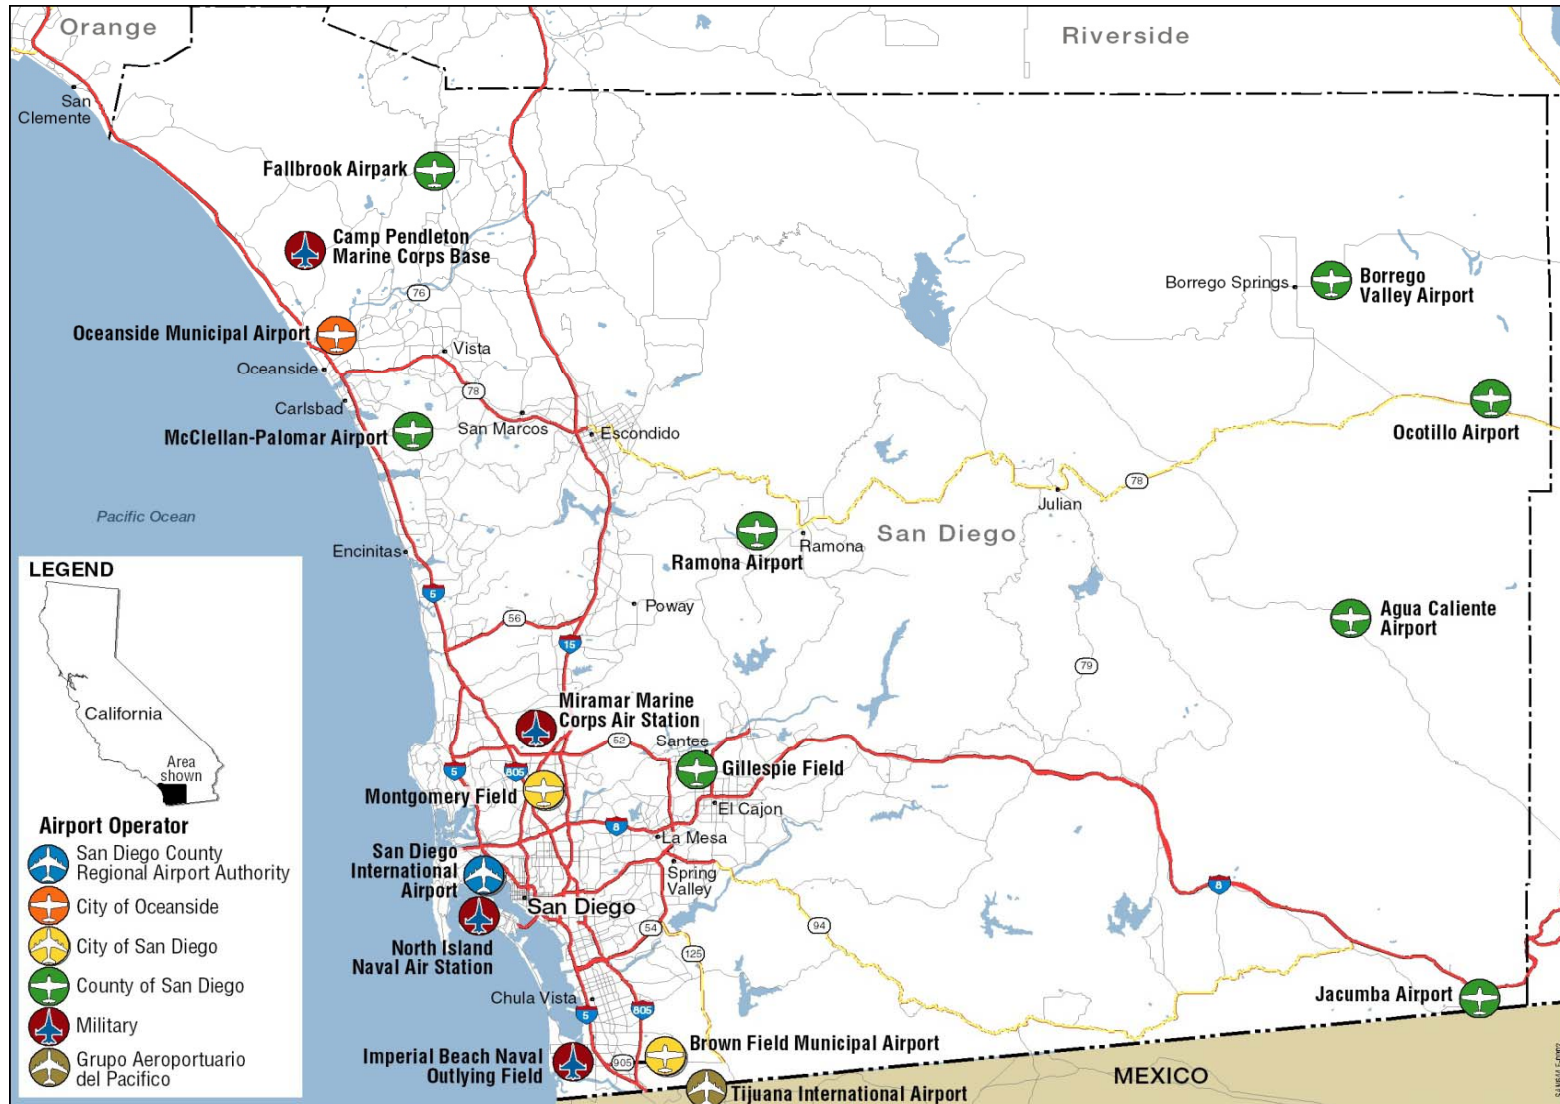 Orange
Riverside
San
Clemente
Fallbrook Airpark
Camp Pendleton
Marine Corps Base
76
Borrego Springs
Borrego
Valley Airport
Oceanside Municipal Airport
Vista
Oceanside
78
Carlsbad
San Marcos
McClellan-Palomar Airport
Escondido
Ocotillo Airport
78
Julian
Pacific Ocean
San Diego
Ramona
Ramona Airport
Encinitas
5
56
Poway
15
Agua Caliente
Airport
79
Miramar Marine
Corps Air Station
52
Santee
5
805
Gillespie Field
Montgomery Field
El Cajon
8
La Mesa
San Diego
International
Airport
Spring
Valley
8
San Diego
North Island
Naval Air Station
54
94
125
Chula Vista
5
805
Jacumba Airport
Brown Field Municipal Airport
Imperial Beach Naval
Outlying Field
905
MEXICO
Tijuana International Airport
LEGEND
California
Area
shown
Airport Operator
San Diego County
Regional Airport Authority
City of Oceanside
City of San Diego
County of San Diego
Military
Grupo Aeroportuario
del Pacifico